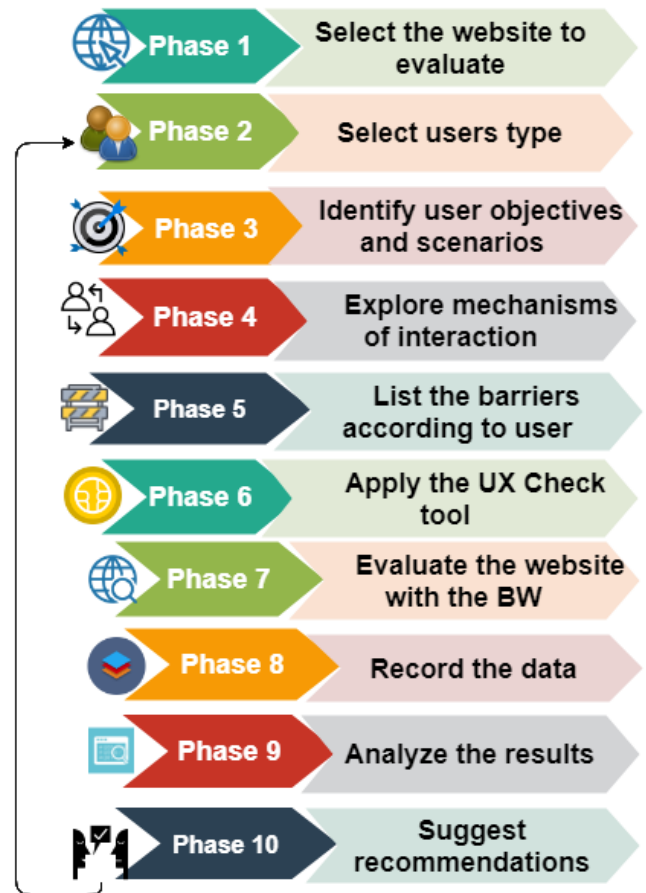 Phase 1
Select the website to
evaluate
Phase 2
Select users type
Phase 3
Identify user objectives
and scenarios
Phase 4
Explore mechanisms
of interaction
Phase 5
List the barriers
according to user
Phase 6
Apply the UX Check
tool
Phase 7
Evaluate the website
with the BW
Phase 8
Record the data
Phase 9
Analyze the results
Phase 10
Suggest
recommendations